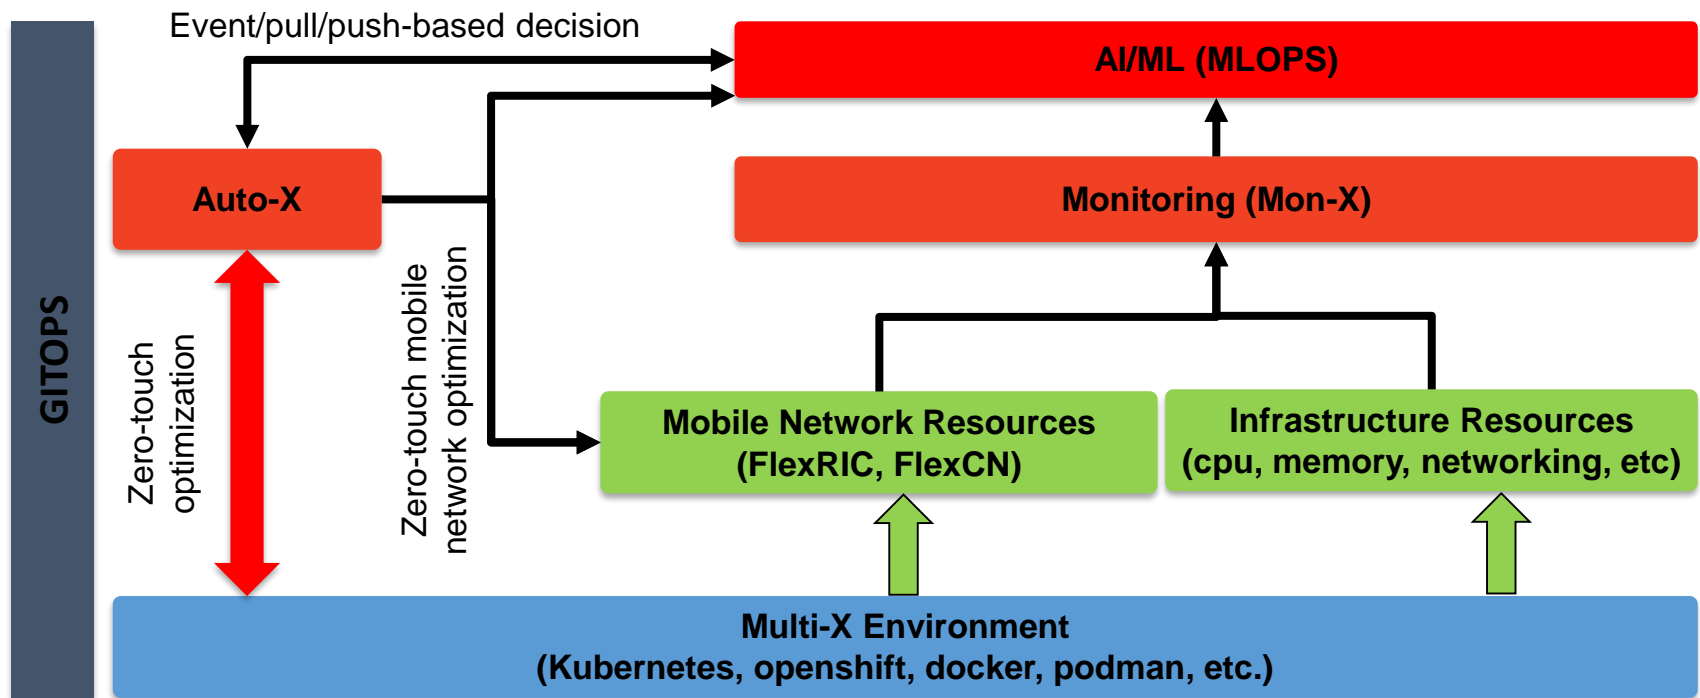 Event/pull/push-based decision
AI/ML (MLOPS)
Auto-X
Monitoring (Mon-X)
GITOPS
Zero-touch
optimization
Zero-touch mobile
network optimization
Mobile Network Resources
(FlexRIC, FlexCN)
Infrastructure Resources
(cpu, memory, networking, etc)
Multi-X Environment
(Kubernetes, openshift, docker, podman, etc.)